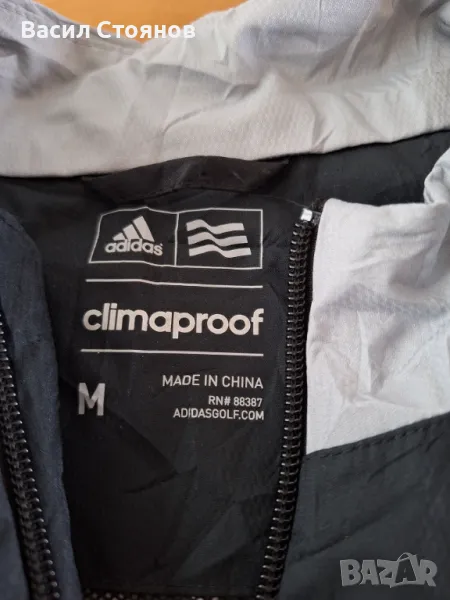 Васил Стоянов
adidas
climaproof
M
MADE IN CHINA
RN# 88387
ADIDASGOLF.COM
BAZAR